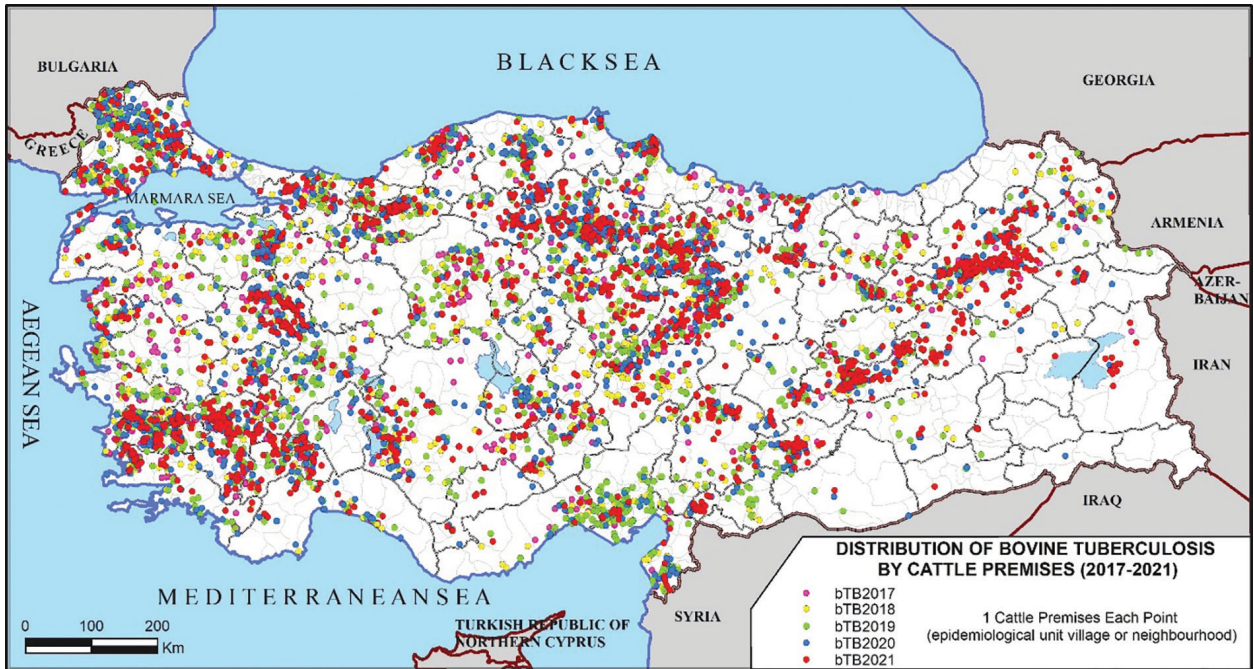 BLACKSEA
BULGARIA
GEORGIA
GREECE
MARMARA SEA
ARMENIA
AZER-
BAIJAN
AEGEAN SEA
IRAN
IRAQ
MEDITERRANEANSEA
SYRIA
TURKISH REPUBLIC OF
NORTHERN CYPRUS
0 100 200
Km
DISTRIBUTION OF BOVINE TUBERCULOSIS
BY CATTLE PREMISES (2017-2021)
bTB2017
bTB2018
bTB2019
bTB2020
bTB2021
1 Cattle Premises Each Point
(epidemiological unit village or neighbourhood)